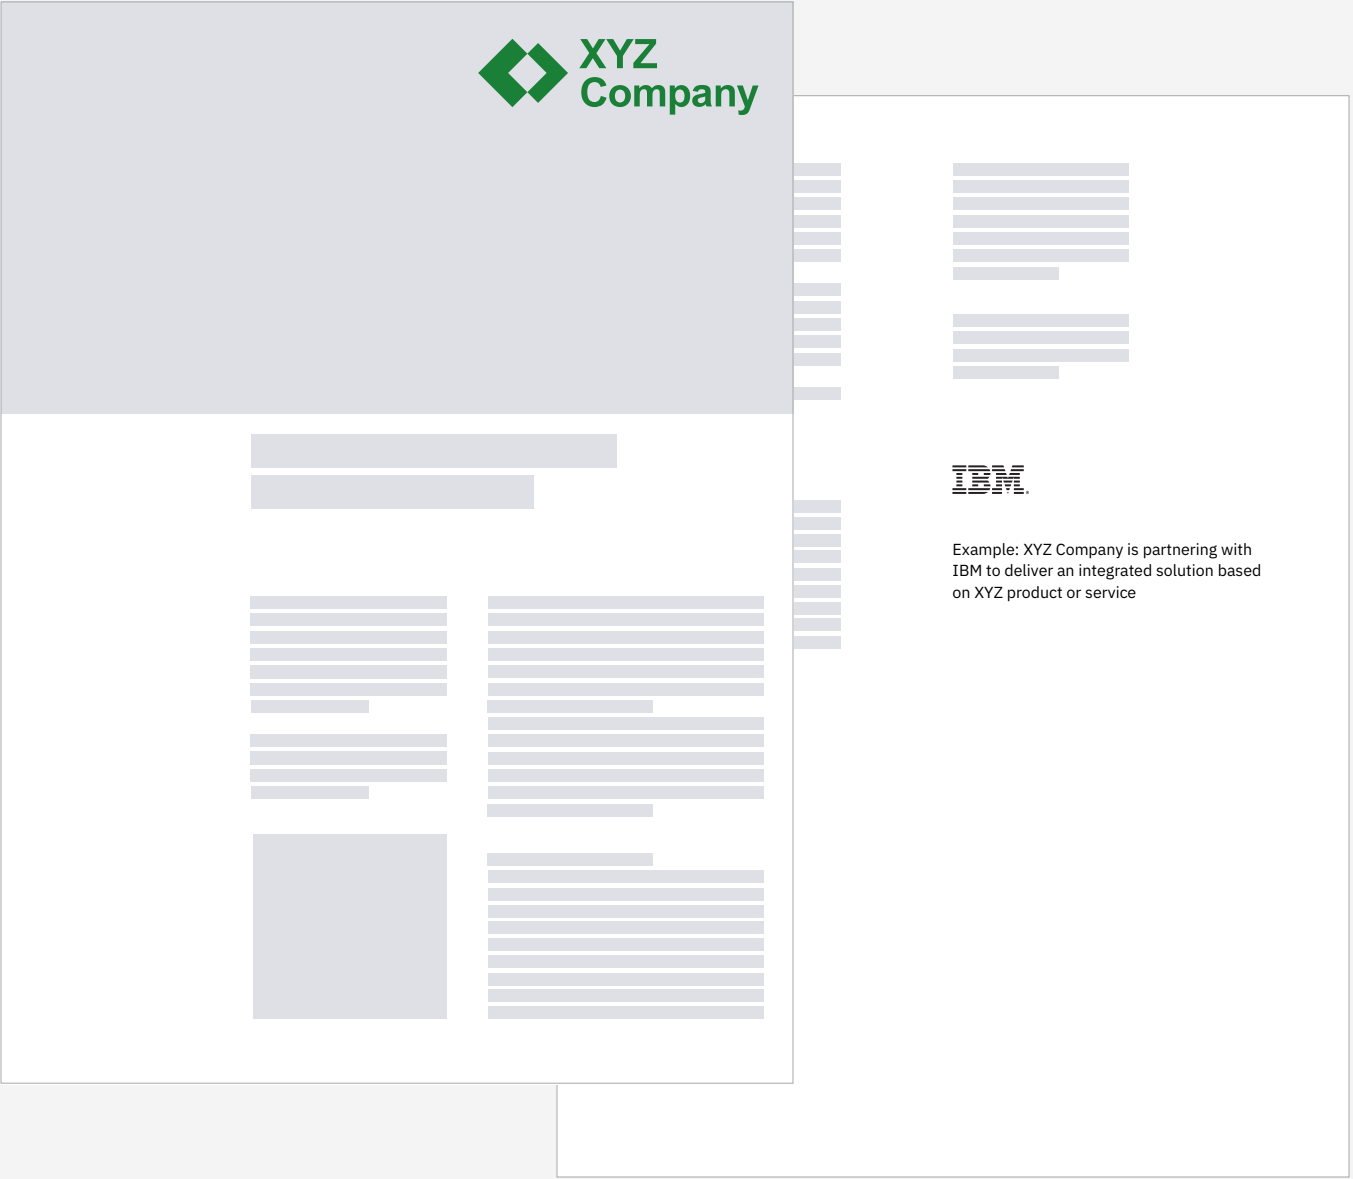 XYZ
Company
IBM®
Example: XYZ Company is partnering with
IBM to deliver an integrated solution based
on XYZ product or service